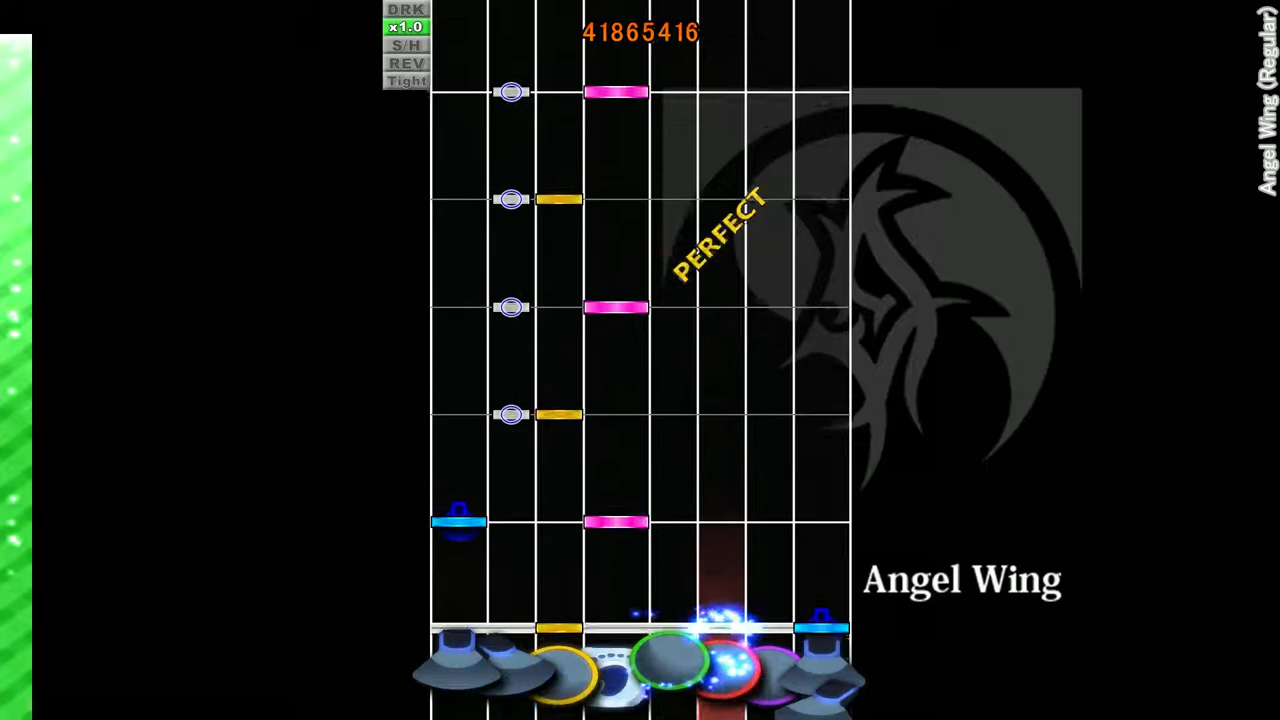 DRK
x1.0
S/H
REV
Tight
41865416
PERFECT
Angel Wing (Regular)
Angel Wing